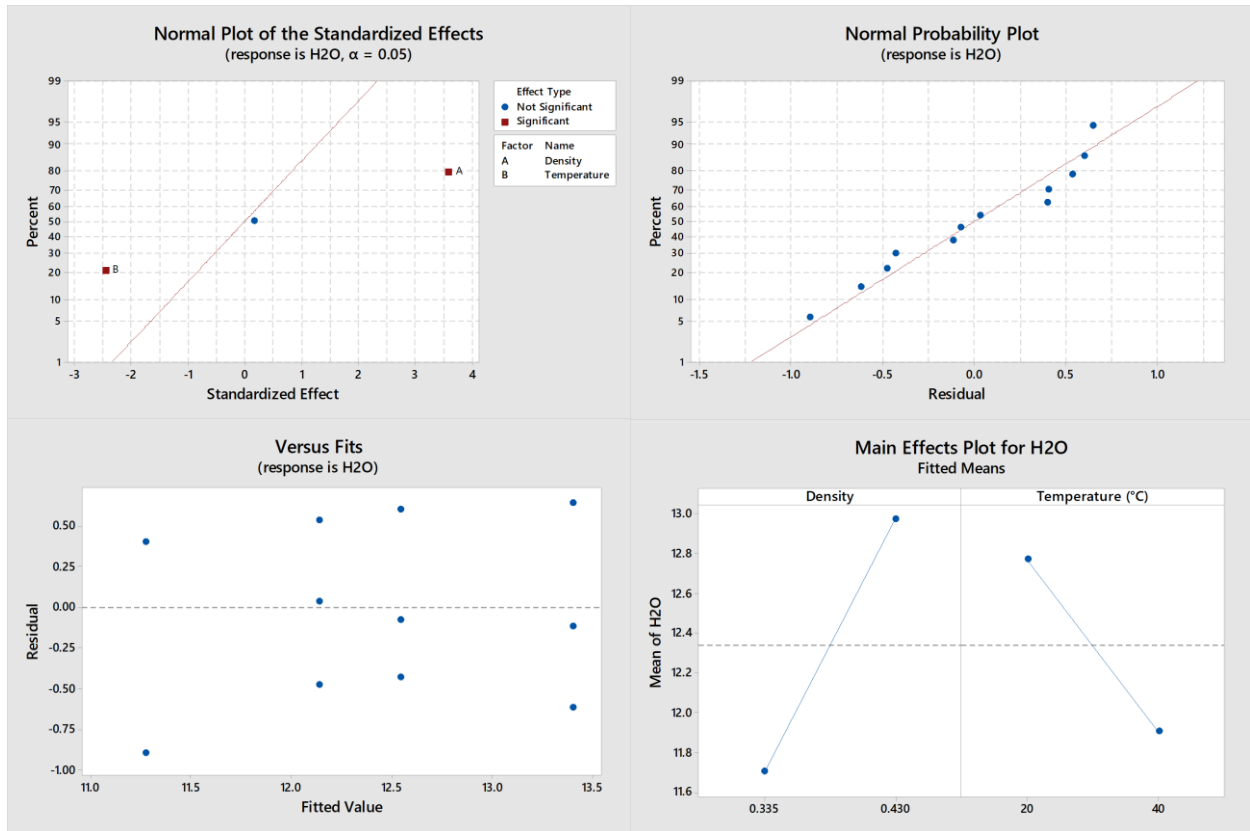 Normal Plot of the Standardized Effects
(response is H2O, α = 0.05)
99
95
90
80
70
60
50
40
30
20
10
5
1
Percent
A
B
-3 -2 -1 0 1 2 3 4
Standardized Effect
Effect Type
Not Significant
Significant
Factor Name
A Density
B Temperature
Normal Probability Plot
(response is H2O)
99
95
90
80
70
60
50
40
30
20
10
5
1
Percent
-1.5 -1.0 -0.5 0.0 0.5 1.0
Residual
Versus Fits
(response is H2O)
0.50
0.25
0.00
-0.25
-0.50
-0.75
-1.00
Residual
11.0 11.5 12.0 12.5 13.0 13.5
Fitted Value
Main Effects Plot for H2O
Fitted Means
Density Temperature (°C)
13.0
12.8
12.6
12.4
12.2
12.0
11.8
11.6
Mean of H2O
0.335 0.430 20 40